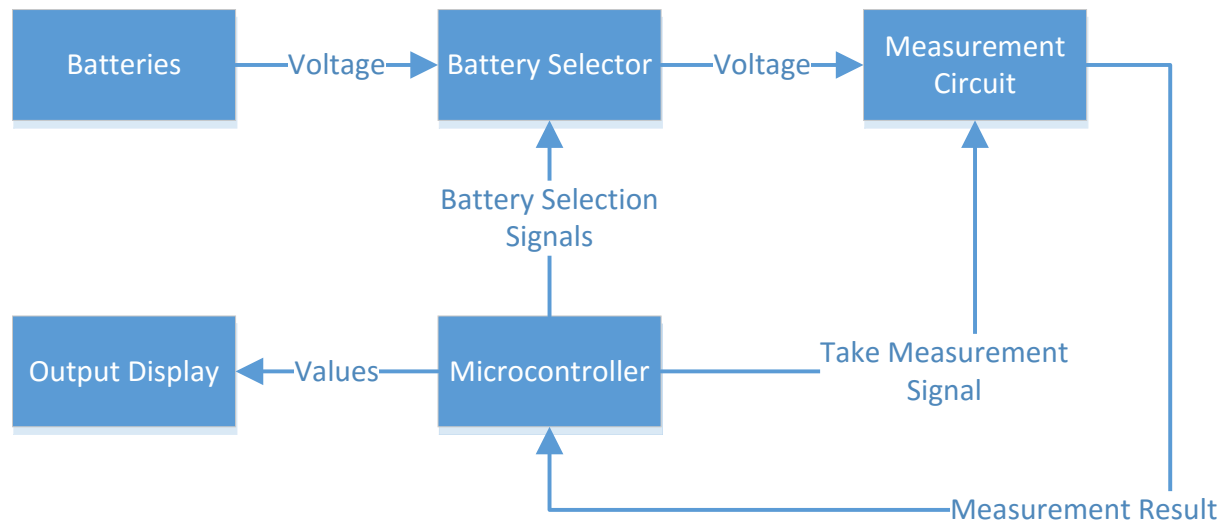 Batteries
Voltage
Battery Selector
Voltage
Measurement
Circuit
Battery Selection
Signals
Output Display
Values
Microcontroller
Take Measurement
Signal
Measurement Result